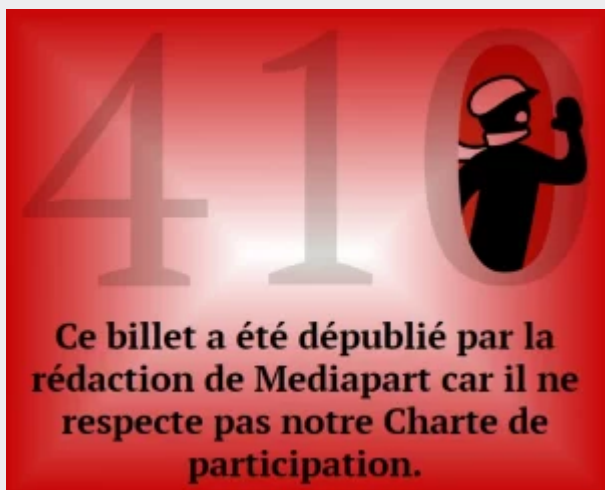 410
Ce billet a été dépublié par la
rédaction de Mediapart car il ne
respecte pas notre Charte de
participation.